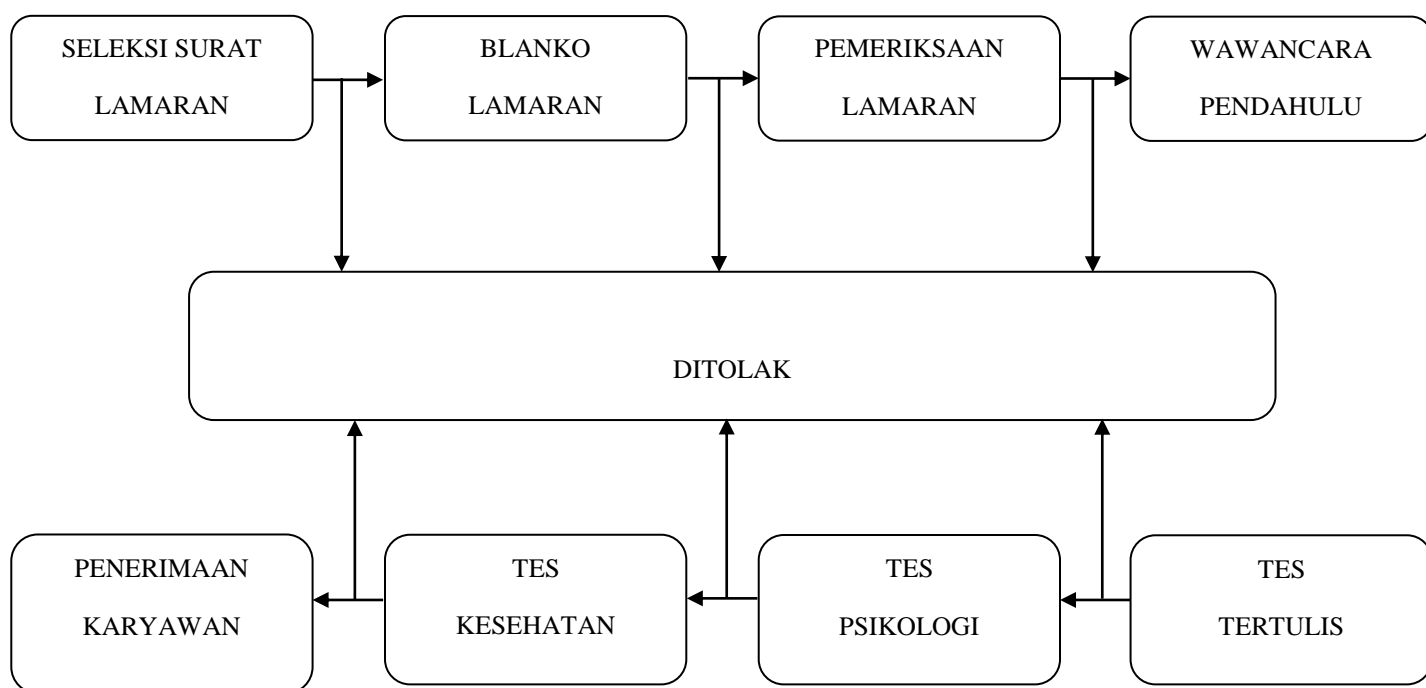 SELEKSI SURAT
LAMARAN
BLANKO
LAMARAN
PEMERIKSAAN
LAMARAN
WAWANCARA
PENDAHULU
DITOLAK
PENERIMAAN
KARYAWAN
TES
KESEHATAN
TES
PSIKOLOGI
TES
TERTULIS